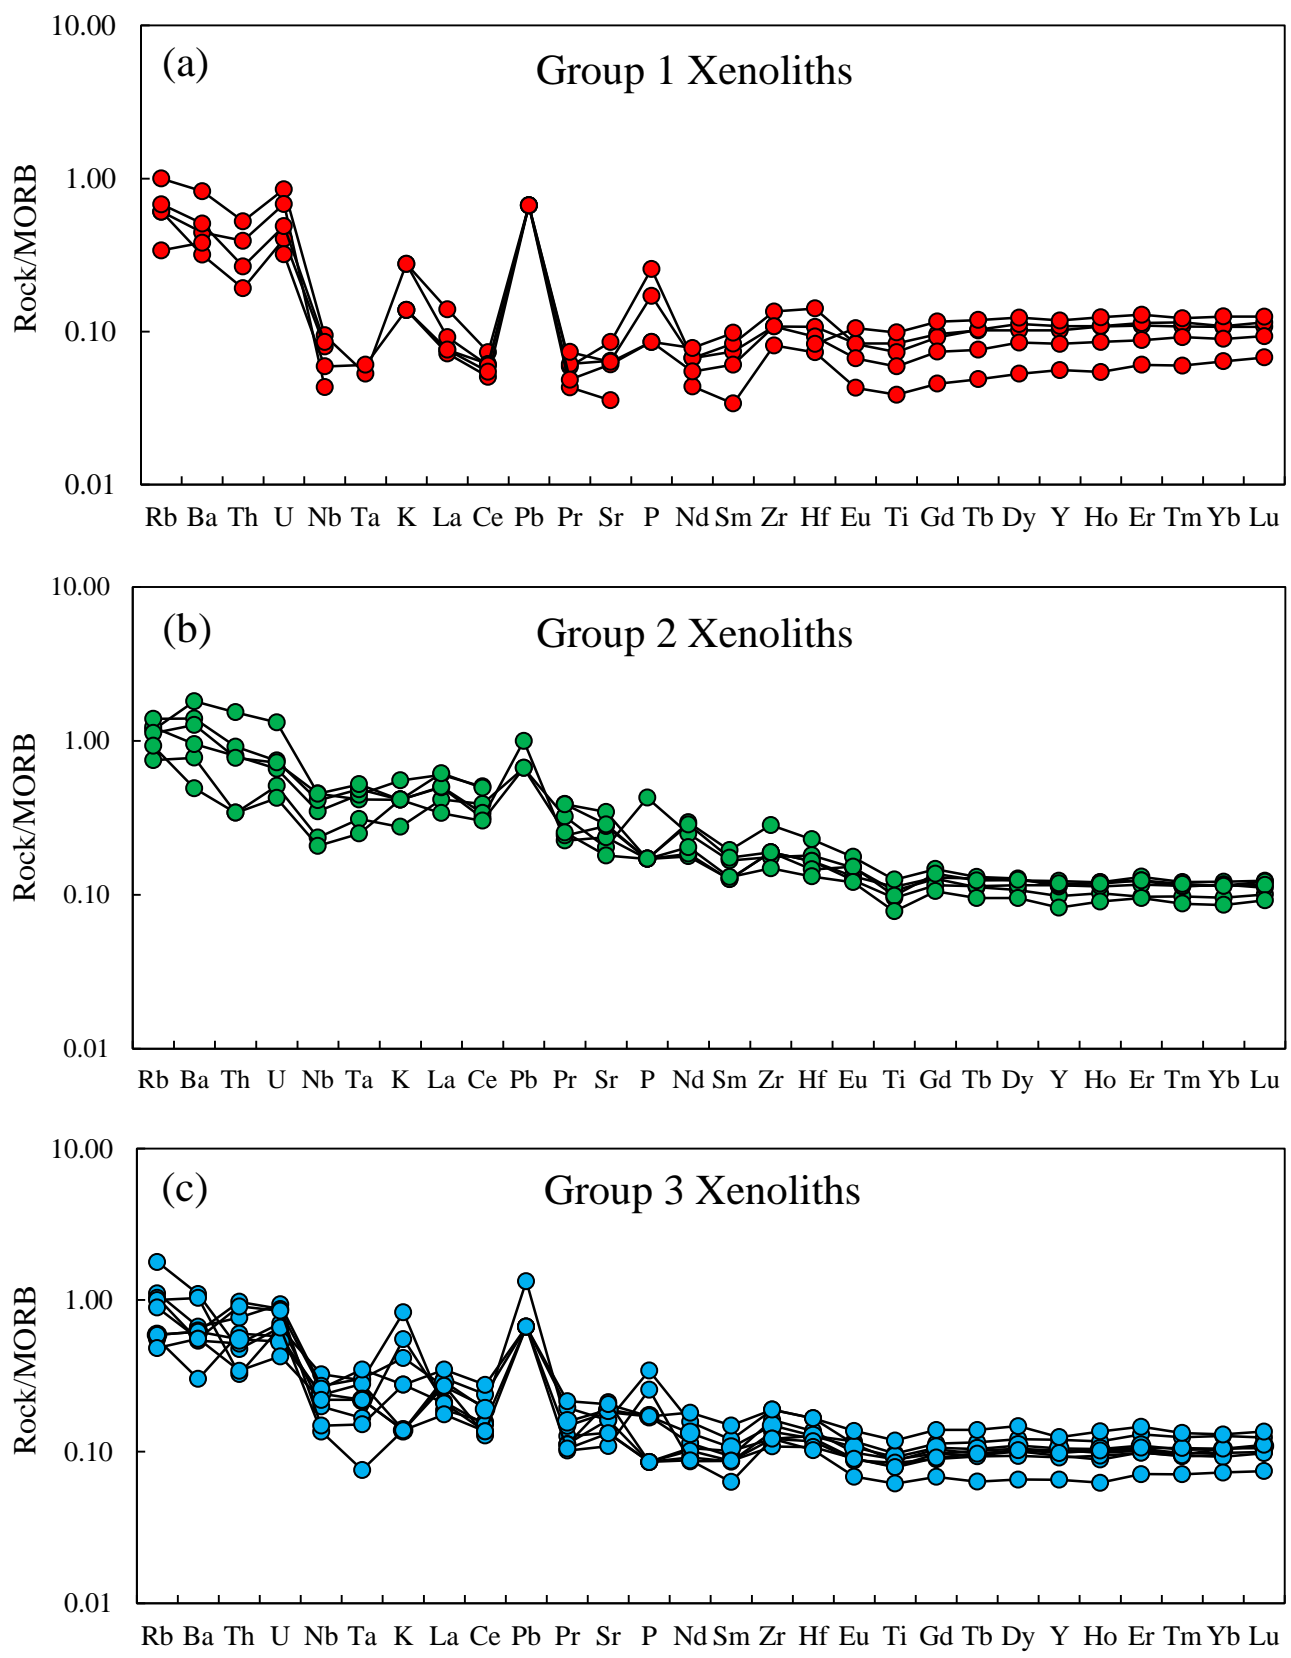 10.00
(a)
Group 1 Xenoliths
1.00
Rock/MORB
0.10
0.01
Rb Ba Th U Nb Ta K La Ce Pb Pr Sr P Nd Sm Zr Hf Eu Ti Gd Tb Dy Y Ho Er Tm Yb Lu
10.00
(b)
Group 2 Xenoliths
1.00
Rock/MORB
0.10
0.01
Rb Ba Th U Nb Ta K La Ce Pb Pr Sr P Nd Sm Zr Hf Eu Ti Gd Tb Dy Y Ho Er Tm Yb Lu
10.00
(c)
Group 3 Xenoliths
1.00
Rock/MORB
0.10
0.01
Rb Ba Th U Nb Ta K La Ce Pb Pr Sr P Nd Sm Zr Hf Eu Ti Gd Tb Dy Y Ho Er Tm Yb Lu